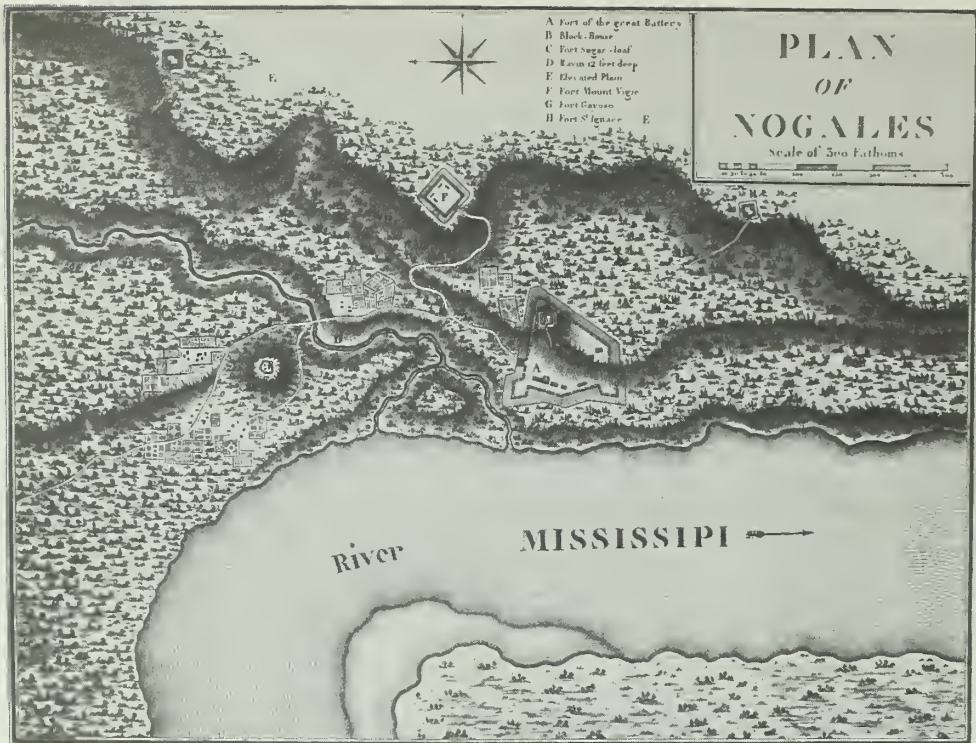 A Fort of the great Battery
B Block-House
C Fort Sugar-loaf
D Ravin 12 feet deep
E Elevated Plain
F Fort Mount Vigie
G Fort Gayoso
H Fort St Ignace
PLAN
OF
NOGALES
Scale of 300 Fathoms
E
E
F
D
A
River
MISSISSIPI